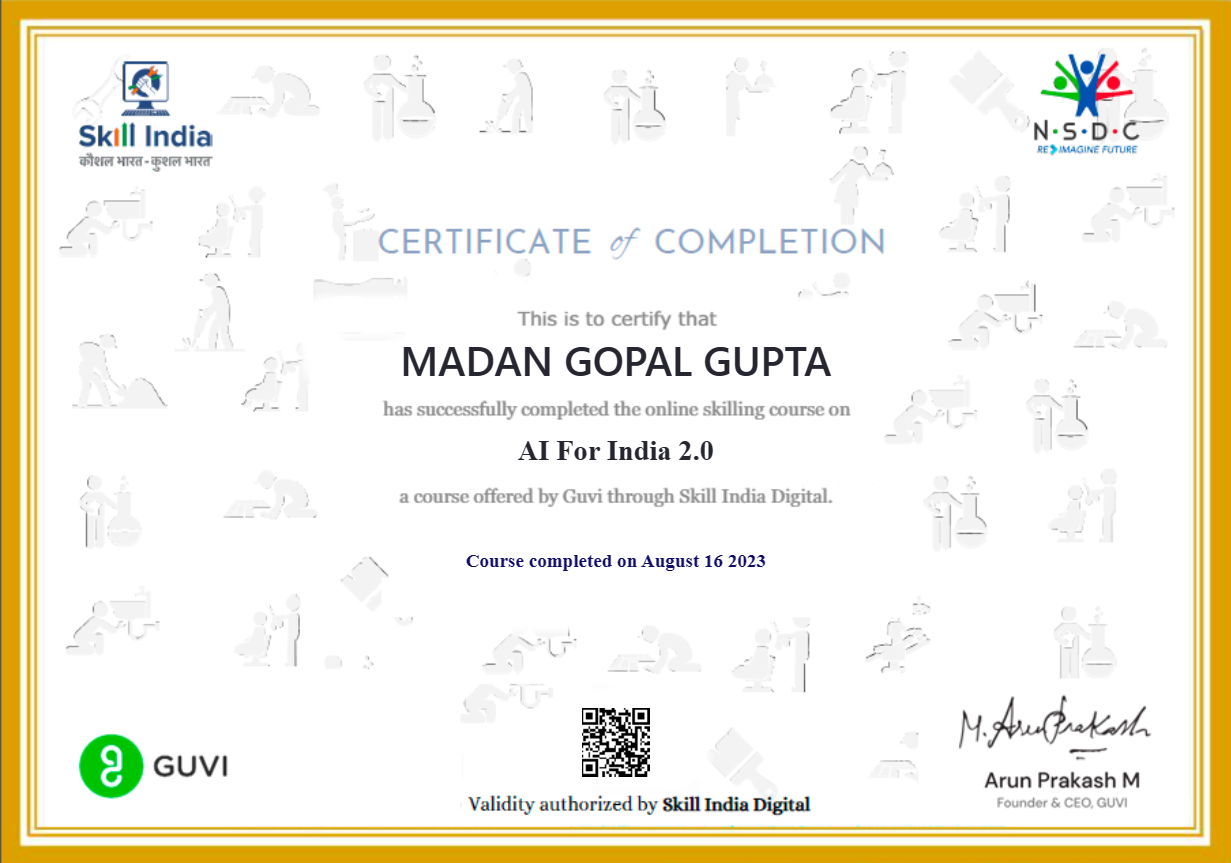 Skill India
कौशल भारत - कुशल भारत
N·S·D·C
RE IMAGINE FUTURE
CERTIFICATE of COMPLETION
This is to certify that
MADAN GOPAL GUPTA
has successfully completed the online skilling course on
AI For India 2.0
a course offered by Guvi through Skill India Digital.
Course completed on August 16 2023
GUVI
Validity authorized by Skill India Digital
M. Arun Prakash
Arun Prakash M
Founder & CEO, GUVI